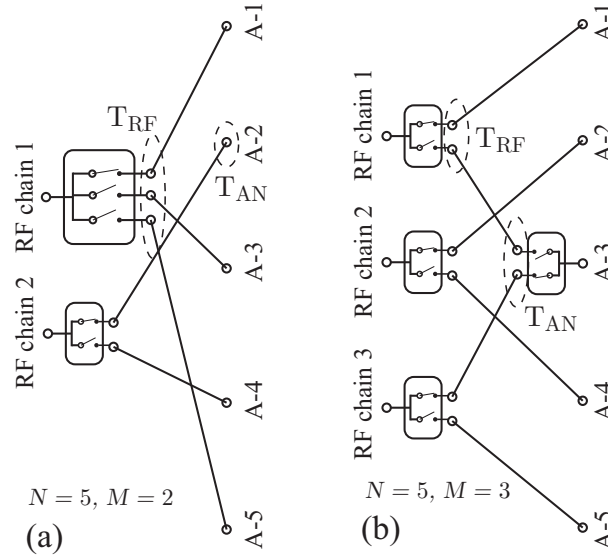 A-1
T_RF
A-2
T_AN
RF chain 1
A-3
RF chain 2
A-4
N = 5, M = 2
A-5
(a)
A-1
RF chain 1
T_RF
A-2
RF chain 2
A-3
T_AN
RF chain 3
A-4
N = 5, M = 3
A-5
(b)